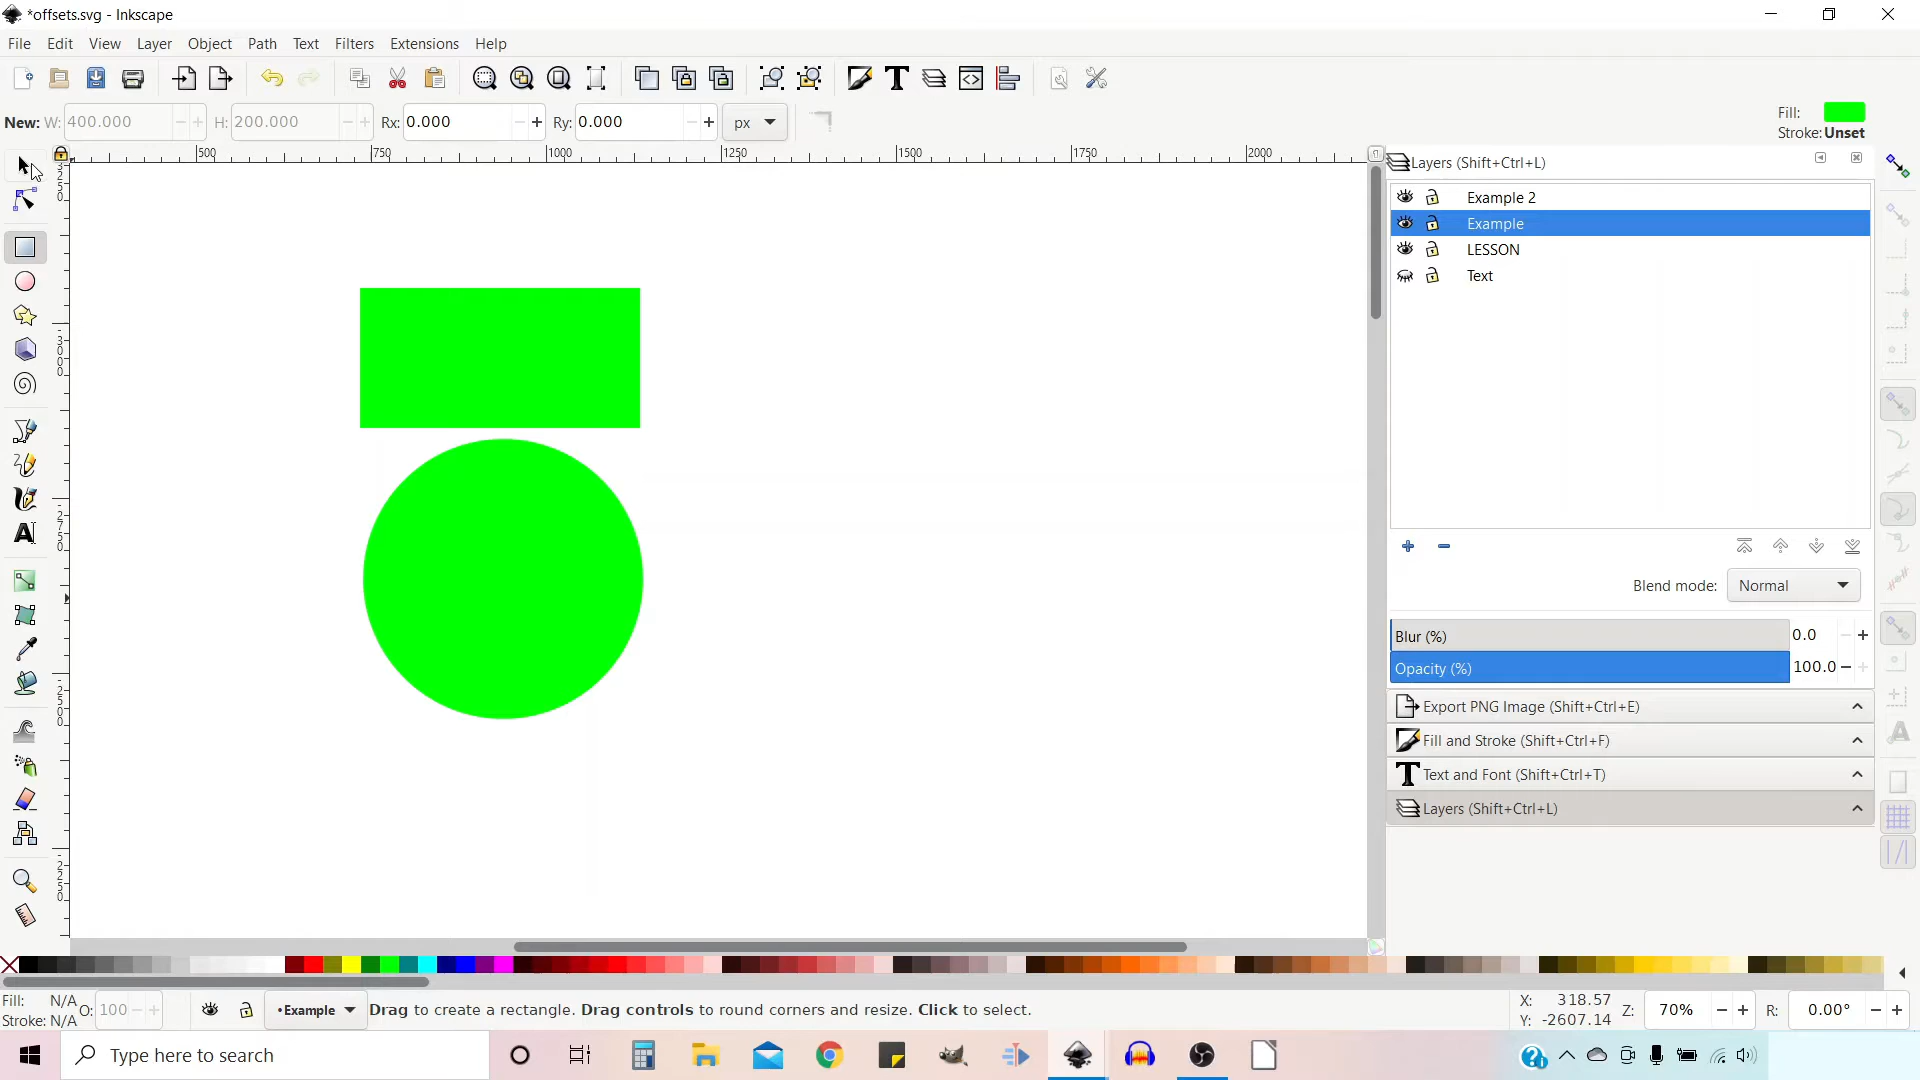 *offsets.svg - Inkscape
File Edit View Layer Object Path Text Filters Extensions Help
New: W: 400.000 H: 200.000 Rx: 0.000 Ry: 0.000 px
Fill:
Stroke: Unset
500 750 1000 1250 1500 1750 2000
Layers (Shift+Ctrl+L)
Example 2
Example
LESSON
Text
Blend mode: Normal
Blur (%) 0.0
Opacity (%) 100.0
Export PNG Image (Shift+Ctrl+E)
Fill and Stroke (Shift+Ctrl+F)
Text and Font (Shift+Ctrl+T)
Layers (Shift+Ctrl+L)
Fill: N/A
Stroke: N/A
O: 100
•Example
Drag to create a rectangle. Drag controls to round corners and resize. Click to select.
X: 318.57
Y: -2607.14
Z: 70%
R: 0.00°
Type here to search